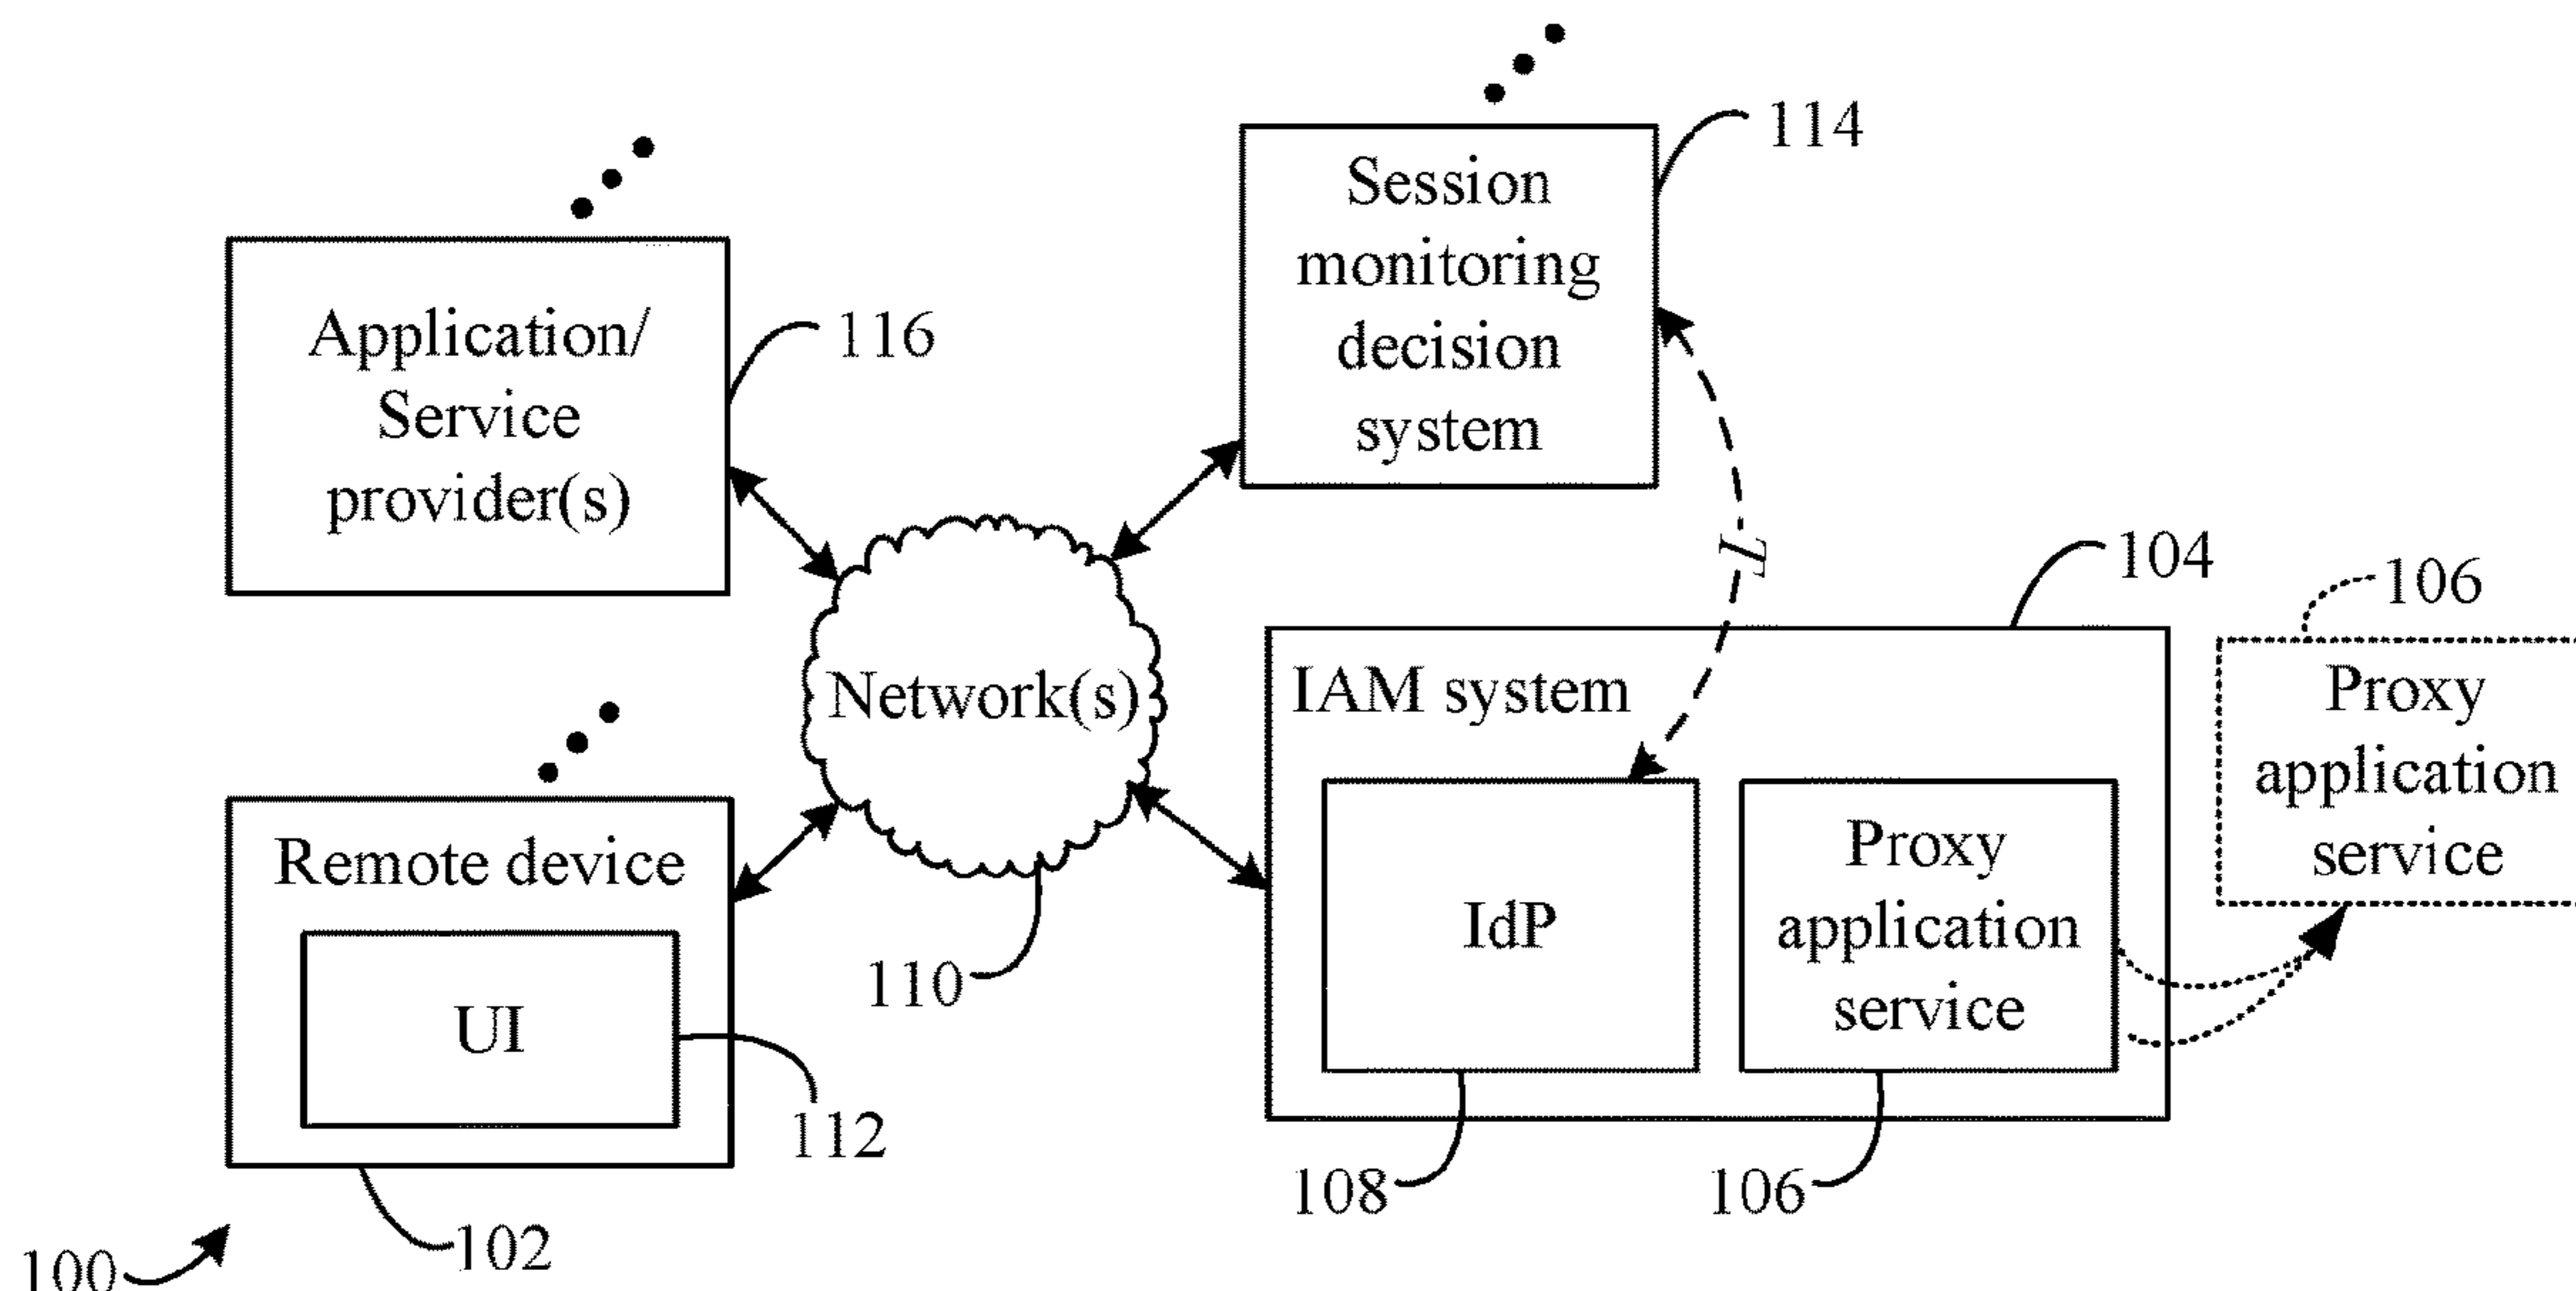 114
Session
monitoring
decision
system
Application/
Service
provider(s)
116
104
106
T
Network(s)
IAM system
Proxy
application
service
Remote device
UI
IdP
Proxy
application
service
110
112
108
106
102
100